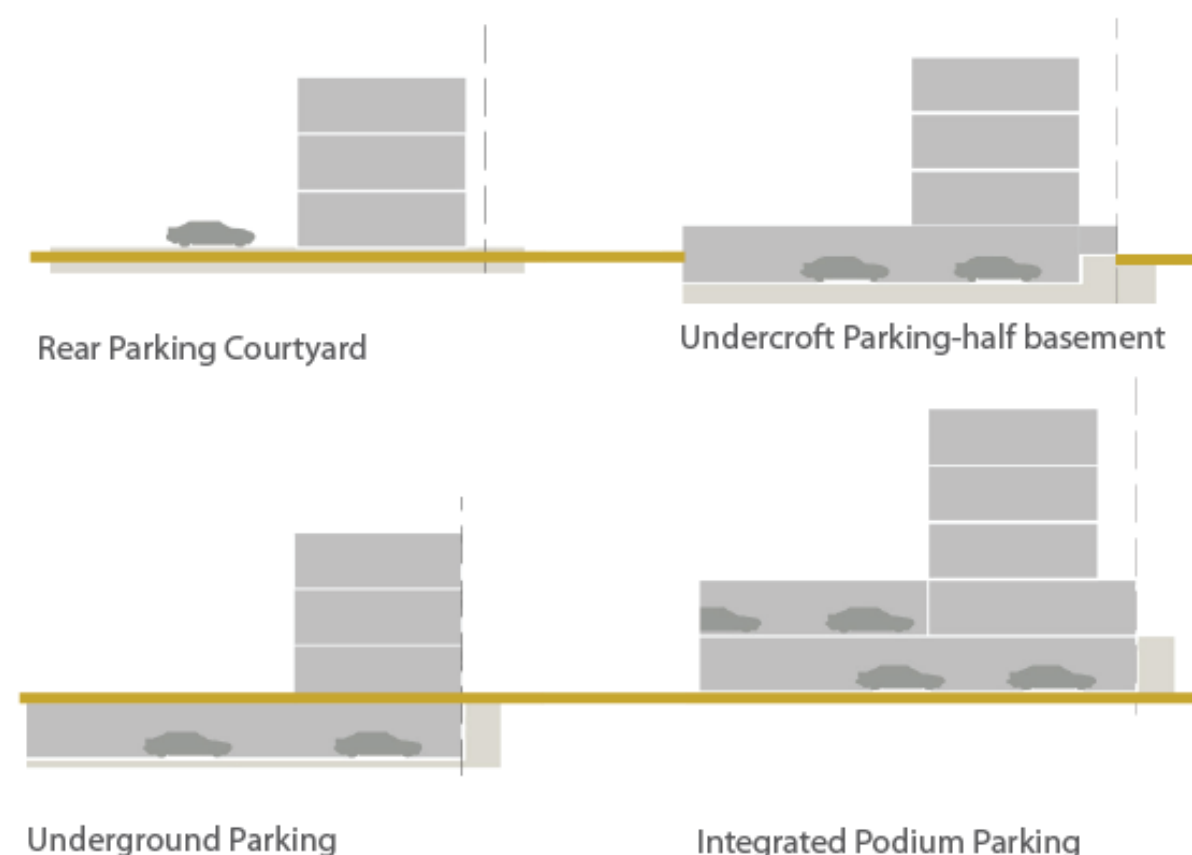 Rear Parking Courtyard
Undercroft Parking-half basement
Underground Parking
Integrated Podium Parking